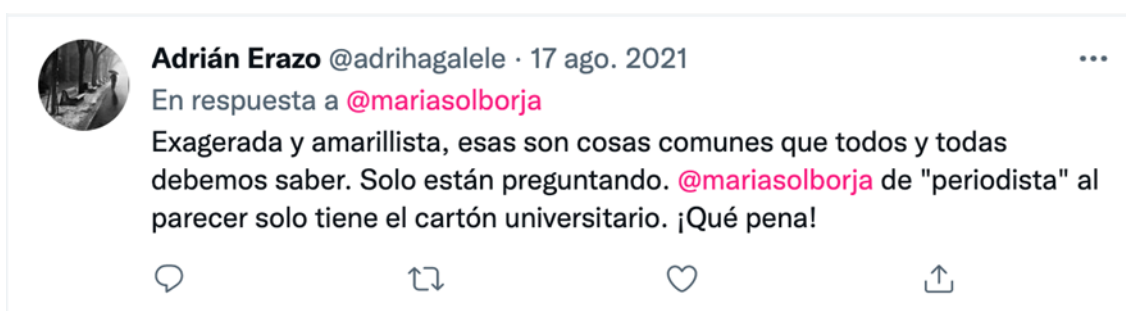 Adrián Erazo @adrihagalele · 17 ago. 2021
En respuesta a @mariasolborja
Exagerada y amarillista, esas son cosas comunes que todos y todas
debemos saber. Solo están preguntando. @mariasolborja de "periodista" al
parecer solo tiene el cartón universitario. ¡Qué pena!